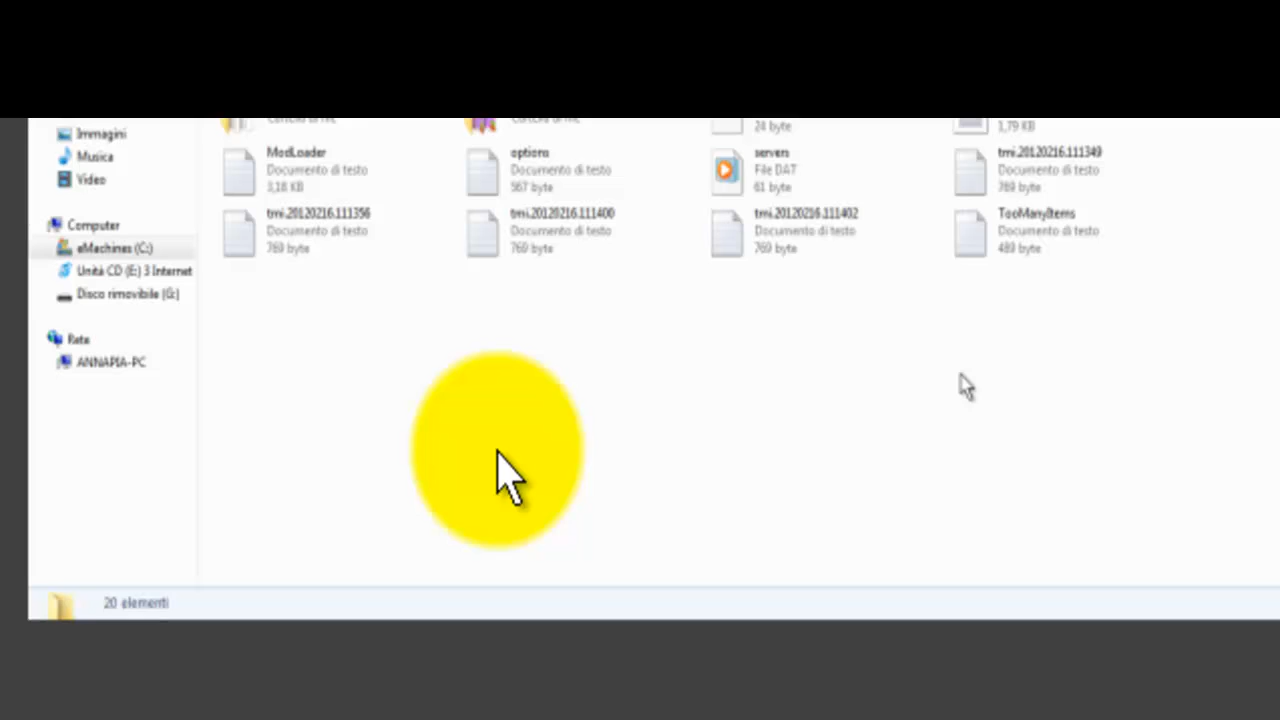 Immagini
Musica
Video
Computer
eMachines (C:)
Unità CD (E:) 3 Internet
Disco rimovibile (G:)
Rete
ANNAPIA-PC
24 byte
1,79 KB
ModLoader
Documento di testo
3,18 KB
options
Documento di testo
567 byte
servers
File DAT
61 byte
tmi.20120216.111349
Documento di testo
769 byte
tmi.20120216.111356
Documento di testo
769 byte
tmi.20120216.111400
Documento di testo
769 byte
tmi.20120216.111402
Documento di testo
769 byte
TooManyItems
Documento di testo
489 byte
20 elementi